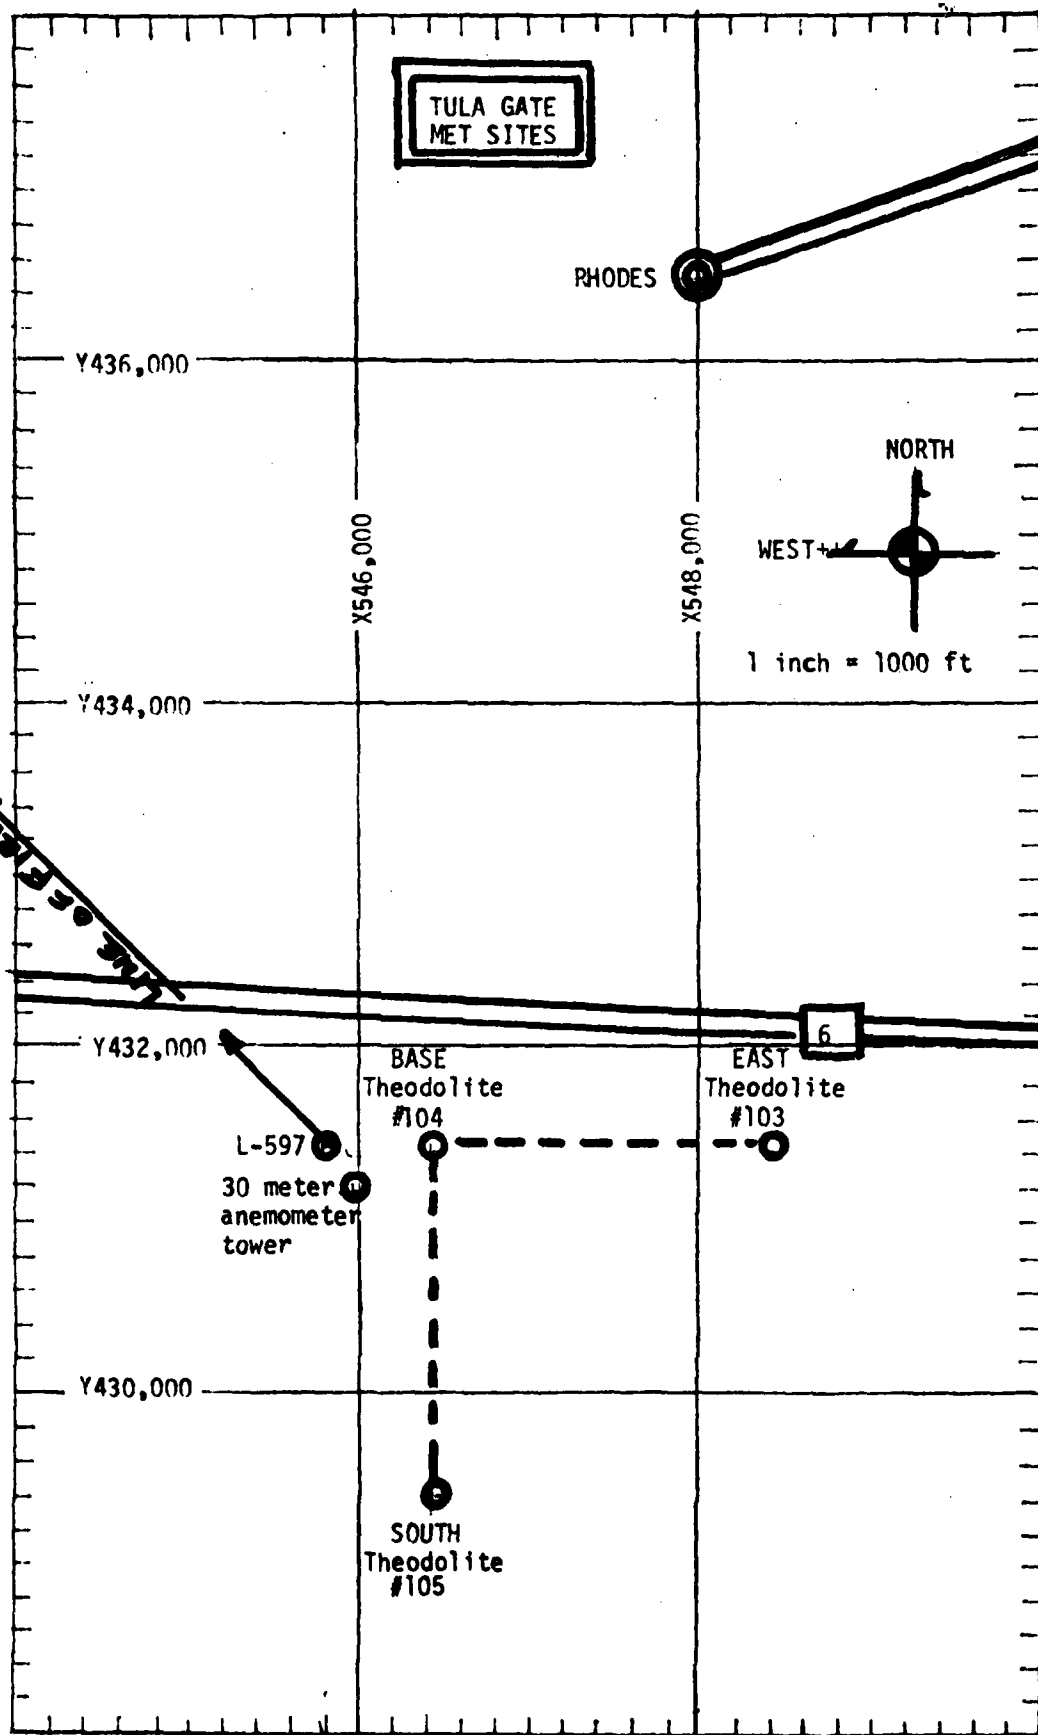 TULA GATE
MET SITES
RHODES
Y436,000
NORTH
X546,000
X548,000
WEST
1 inch = 1000 ft
Y434,000
6
Y432,000
BASE
Theodolite
#104
EAST
Theodolite
#103
L-597
30 meter
anemometer
tower
Y430,000
SOUTH
Theodolite
#105